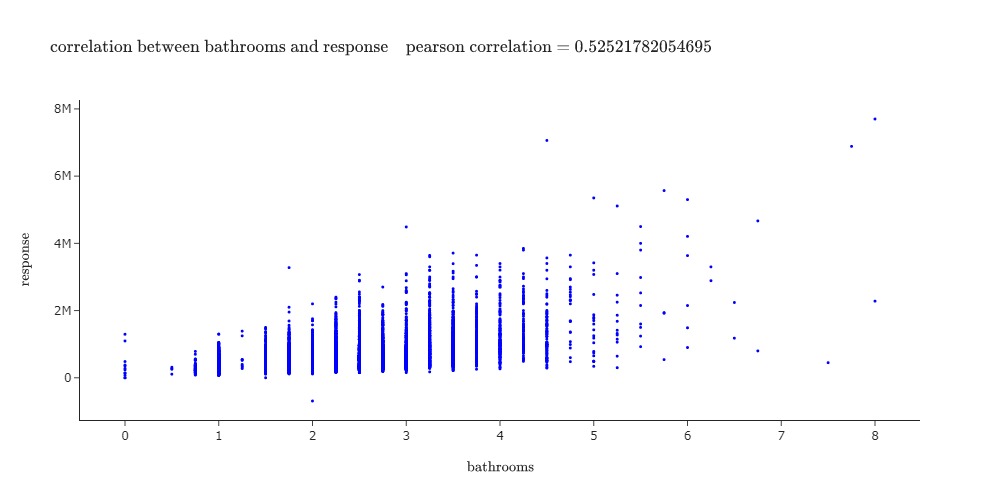 correlation between bathrooms and response    pearson correlation = 0.52521782054695
8M
6M
4M
2M
0
response
0 1 2 3 4 5 6 7 8
bathrooms